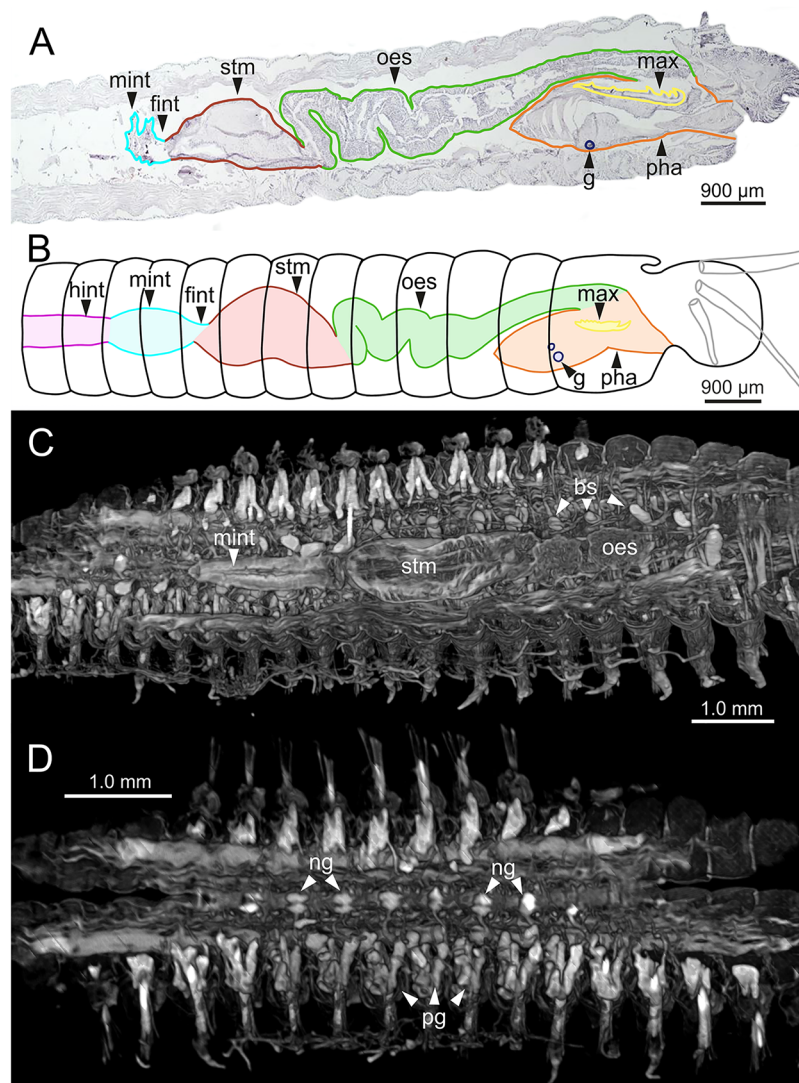 A
mint
fint
stm
oes
max
g
pha
900 µm
B
hint
mint
fint
stm
oes
max
g
pha
900 µm
C
bs
mint
stm
oes
1.0 mm
D
1.0 mm
ng
ng
pg